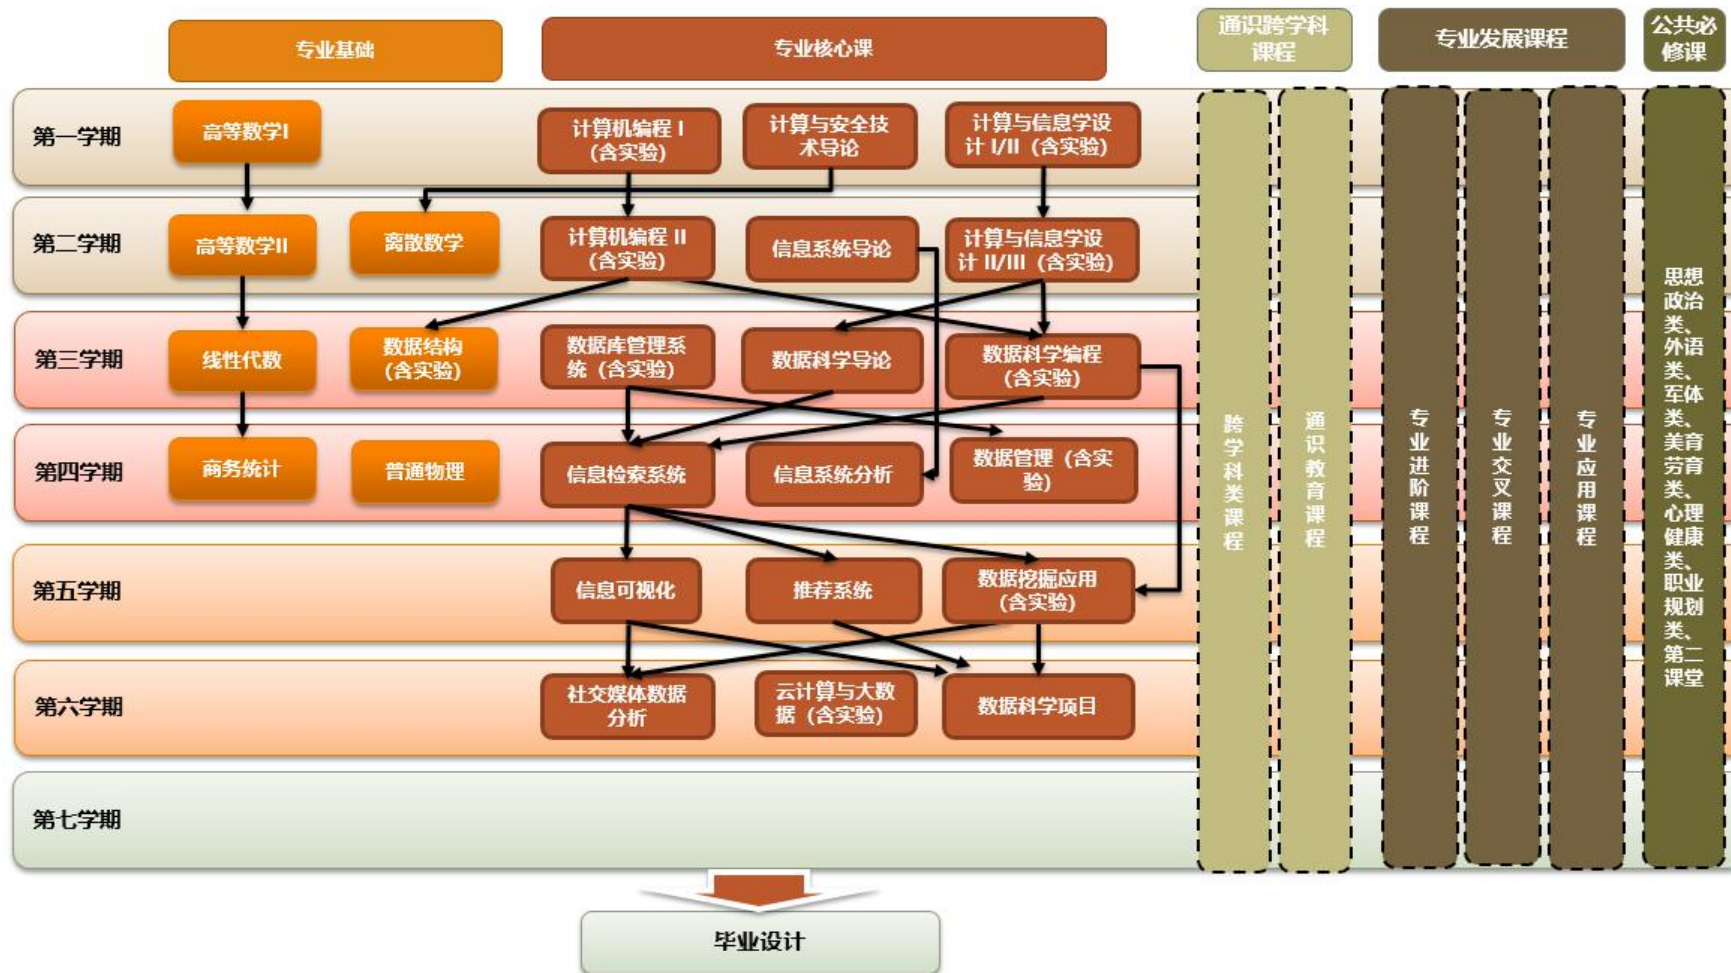 专业基础
专业核心课
通识跨学科
课程
专业发展课程
公共必
修课
第一学期
高等数学I
计算机编程 I
(含实验)
计算与安全技
术导论
计算与信息学设
计 I/II（含实验）
第二学期
高等数学II
离散数学
计算机编程 II
(含实验)
信息系统导论
计算与信息学设
计 II/III（含实验）
第三学期
线性代数
数据结构
(含实验)
数据库管理系
统（含实验）
数据科学导论
数据科学编程
(含实验)
第四学期
商务统计
普通物理
信息检索系统
信息系统分析
数据管理（含实
验）
第五学期
信息可视化
推荐系统
数据挖掘应用
(含实验)
第六学期
社交媒体数据
分析
云计算与大数
据（含实验）
数据科学项目
第七学期
跨学科类课程
通识教育课程
专业进阶课程
专业交叉课程
专业应用课程
思想
政治
类、
外语
类、
军体
类、
美育
劳育
类、
心理
健康
类、
职业
规划
类、
第二
课堂
毕业设计